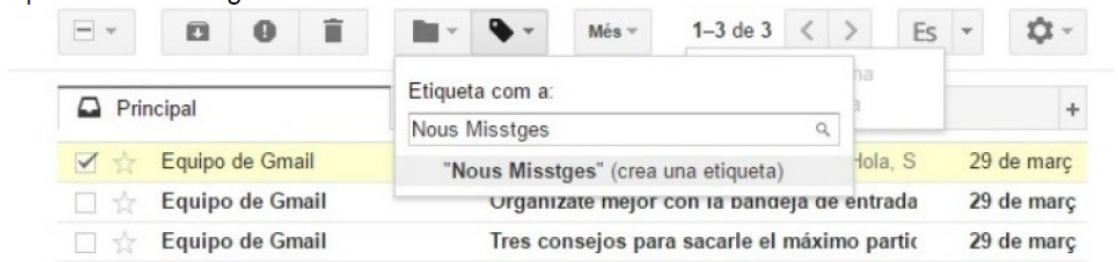 Més 1–3 de 3 Es
Etiqueta com a:
Principal
Nous Misstges
"Nous Misstges" (crea una etiqueta)
Equipo de Gmail Hola, S 29 de març
Equipo de Gmail Organízate mejor con la bandeja de entrada 29 de març
Equipo de Gmail Tres consejos para sacarle el máximo partic 29 de març